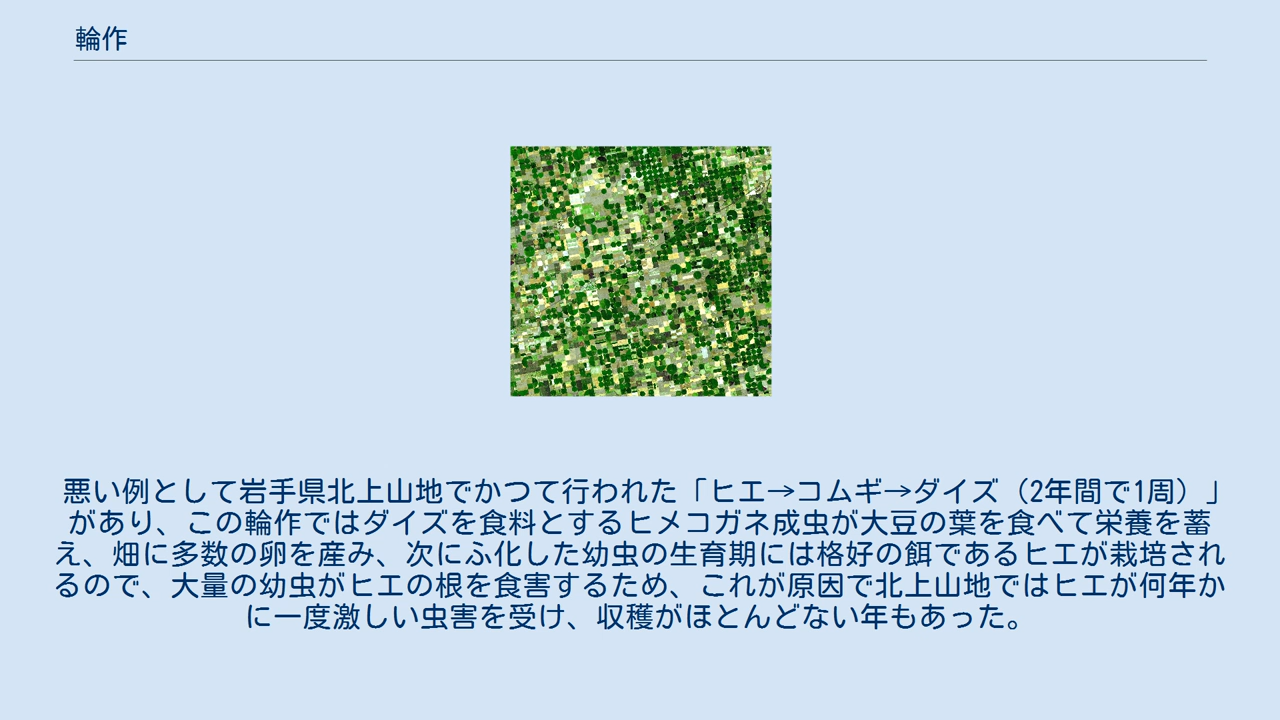 輪作
悪い例として岩手県北上山地でかつて行われた「ヒエ→コムギ→ダイズ（2年間で1周）」
があり、この輪作ではダイズを食料とするヒメコガネ成虫が大豆の葉を食べて栄養を蓄
え、畑に多数の卵を産み、次にふ化した幼虫の生育期には格好の餌であるヒエが栽培され
るので、大量の幼虫がヒエの根を食害するため、これが原因で北上山地ではヒエが何年か
に一度激しい虫害を受け、収穫がほとんどない年もあった。